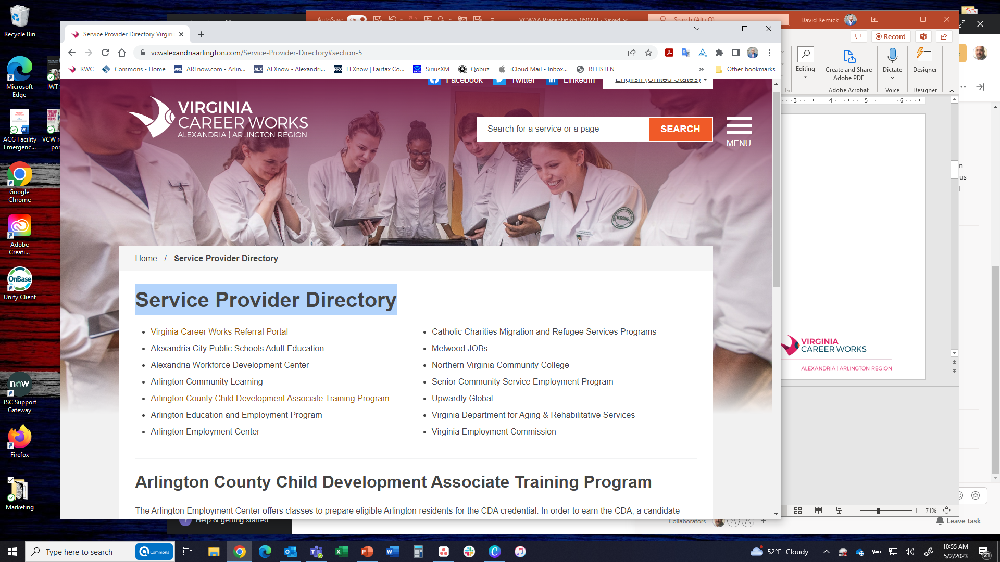 Recycle Bin
Microsoft
Edge
IWT
ACG Facility
Emergenc...
VCW
Google
Chrome
Adobe
Creati...
OnBase
Unity Client
now
TSC Support
Gateway
Firefox
Marketing
AutoSave On
VCWAA Presentation_050223 • Saved
Search (Alt+Q)
David Remick
Record
Editing
Create and Share
Adobe PDF
Dictate
Designer
Adobe Acrobat
Voice
Designer
3 4 5 6
VIRGINIA
CAREER WORKS
ALEXANDRIA | ARLINGTON REGION
71%
Collaborators
Leave task
Help & getting started
Service Provider Directory Virgini
vcwalexandriaarlington.com/Service-Provider-Directory#section-5
RWC
Commons - Home
ARL ARLnow.com - Arlin...
ALX ALXnow - Alexandri...
FFX FFXnow | Fairfax Co...
SXM SiriusXM
Qobuz
iCloud Mail - Inbox...
RELISTEN
» Other bookmarks
Facebook
Twitter
LinkedIn
English (United States)
VIRGINIA
CAREER WORKS
ALEXANDRIA | ARLINGTON REGION
Search for a service or a page
SEARCH
MENU
NURSING
Home / Service Provider Directory
Service Provider Directory
• Virginia Career Works Referral Portal
• Alexandria City Public Schools Adult Education
• Alexandria Workforce Development Center
• Arlington Community Learning
• Arlington County Child Development Associate Training Program
• Arlington Education and Employment Program
• Arlington Employment Center
• Catholic Charities Migration and Refugee Services Programs
• Melwood JOBs
• Northern Virginia Community College
• Senior Community Service Employment Program
• Upwardly Global
• Virginia Department for Aging & Rehabilitative Services
• Virginia Employment Commission
Arlington County Child Development Associate Training Program
The Arlington Employment Center offers classes to prepare eligible Arlington residents for the CDA credential. In order to earn the CDA, a candidate
Type here to search
Commons
52°F Cloudy
10:55 AM
5/2/2023
21